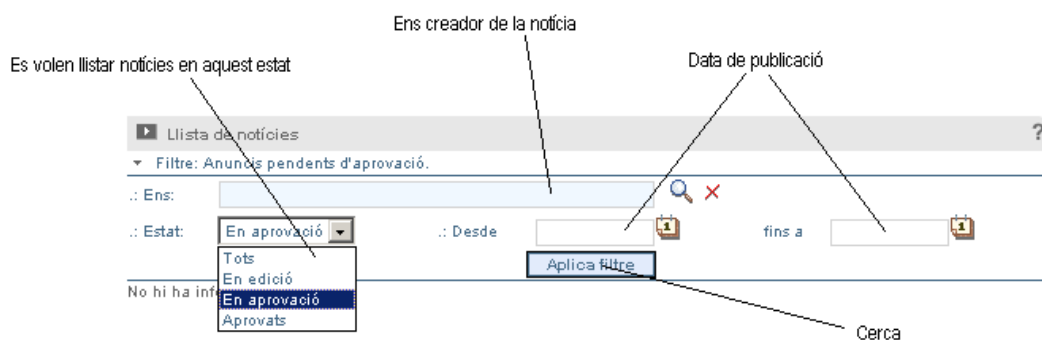 Ens creador de la notícia
Es volen llistar notícies en aquest estat
Data de publicació
Llista de notícies ?
Filtre: Anuncis pendents d'aprovació.
.: Ens:
.: Estat: En aprovació .: Desde 1 fins a 1
Tots
Aplica filtre
En edició
No hi ha
En aprovació
Aprovats
Cerca